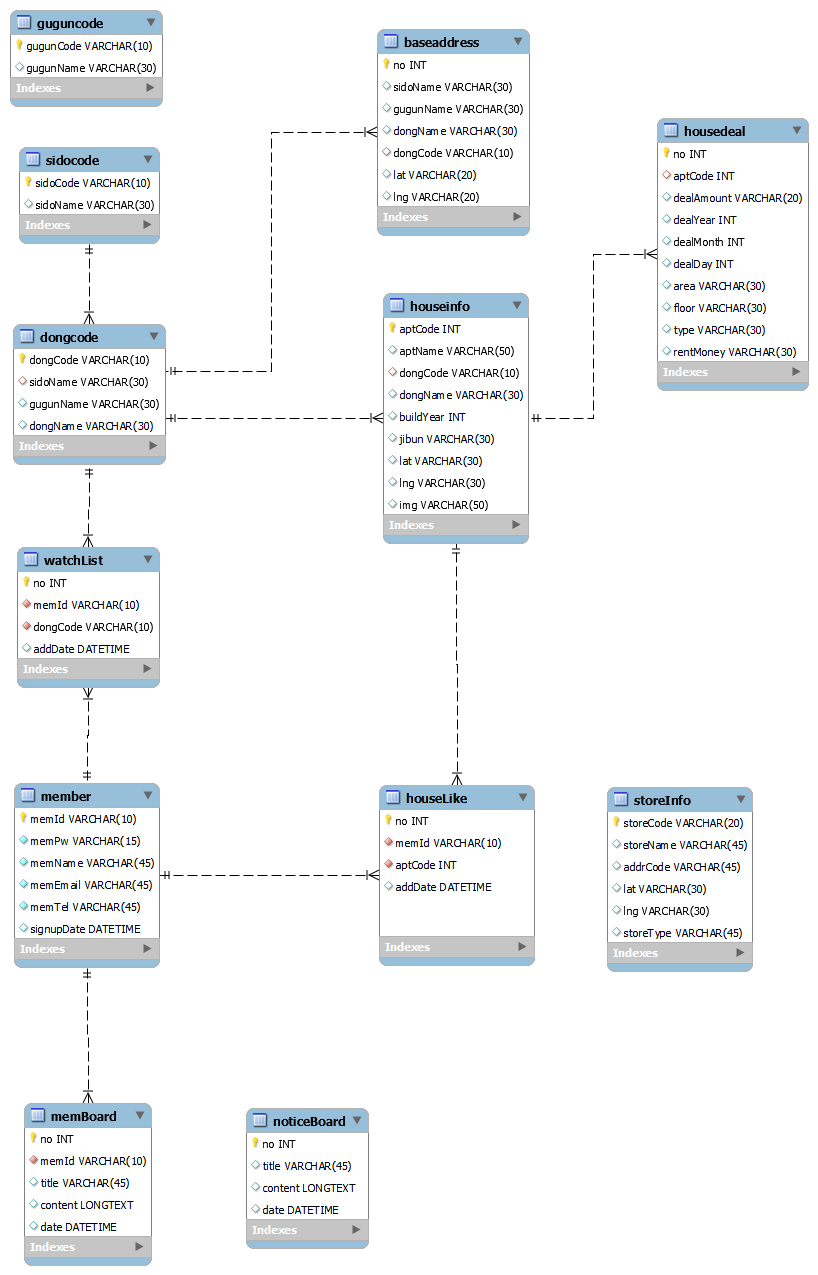 guguncode
gugunCode VARCHAR(10)
gugunName VARCHAR(30)
Indexes
sidocode
sidoCode VARCHAR(10)
sidoName VARCHAR(30)
Indexes
dongcode
dongCode VARCHAR(10)
sidoName VARCHAR(30)
gugunName VARCHAR(30)
dongName VARCHAR(30)
Indexes
watchList
no INT
memId VARCHAR(10)
dongCode VARCHAR(10)
addDate DATETIME
Indexes
member
memId VARCHAR(10)
memPw VARCHAR(15)
memName VARCHAR(45)
memEmail VARCHAR(45)
memTel VARCHAR(45)
signupDate DATETIME
Indexes
memBoard
no INT
memId VARCHAR(10)
title VARCHAR(45)
content LONGTEXT
date DATETIME
Indexes
noticeBoard
no INT
title VARCHAR(45)
content LONGTEXT
date DATETIME
Indexes
baseaddress
no INT
sidoName VARCHAR(30)
gugunName VARCHAR(30)
dongName VARCHAR(30)
dongCode VARCHAR(10)
lat VARCHAR(20)
lng VARCHAR(20)
Indexes
houseinfo
aptCode INT
aptName VARCHAR(50)
dongCode VARCHAR(10)
dongName VARCHAR(30)
buildYear INT
jibun VARCHAR(30)
lat VARCHAR(30)
lng VARCHAR(30)
img VARCHAR(50)
Indexes
houseLike
no INT
memId VARCHAR(10)
aptCode INT
addDate DATETIME
Indexes
housedeal
no INT
aptCode INT
dealAmount VARCHAR(20)
dealYear INT
dealMonth INT
dealDay INT
area VARCHAR(30)
floor VARCHAR(30)
type VARCHAR(30)
rentMoney VARCHAR(30)
Indexes
storeInfo
storeCode VARCHAR(20)
storeName VARCHAR(45)
addrCode VARCHAR(45)
lat VARCHAR(30)
lng VARCHAR(30)
storeType VARCHAR(45)
Indexes